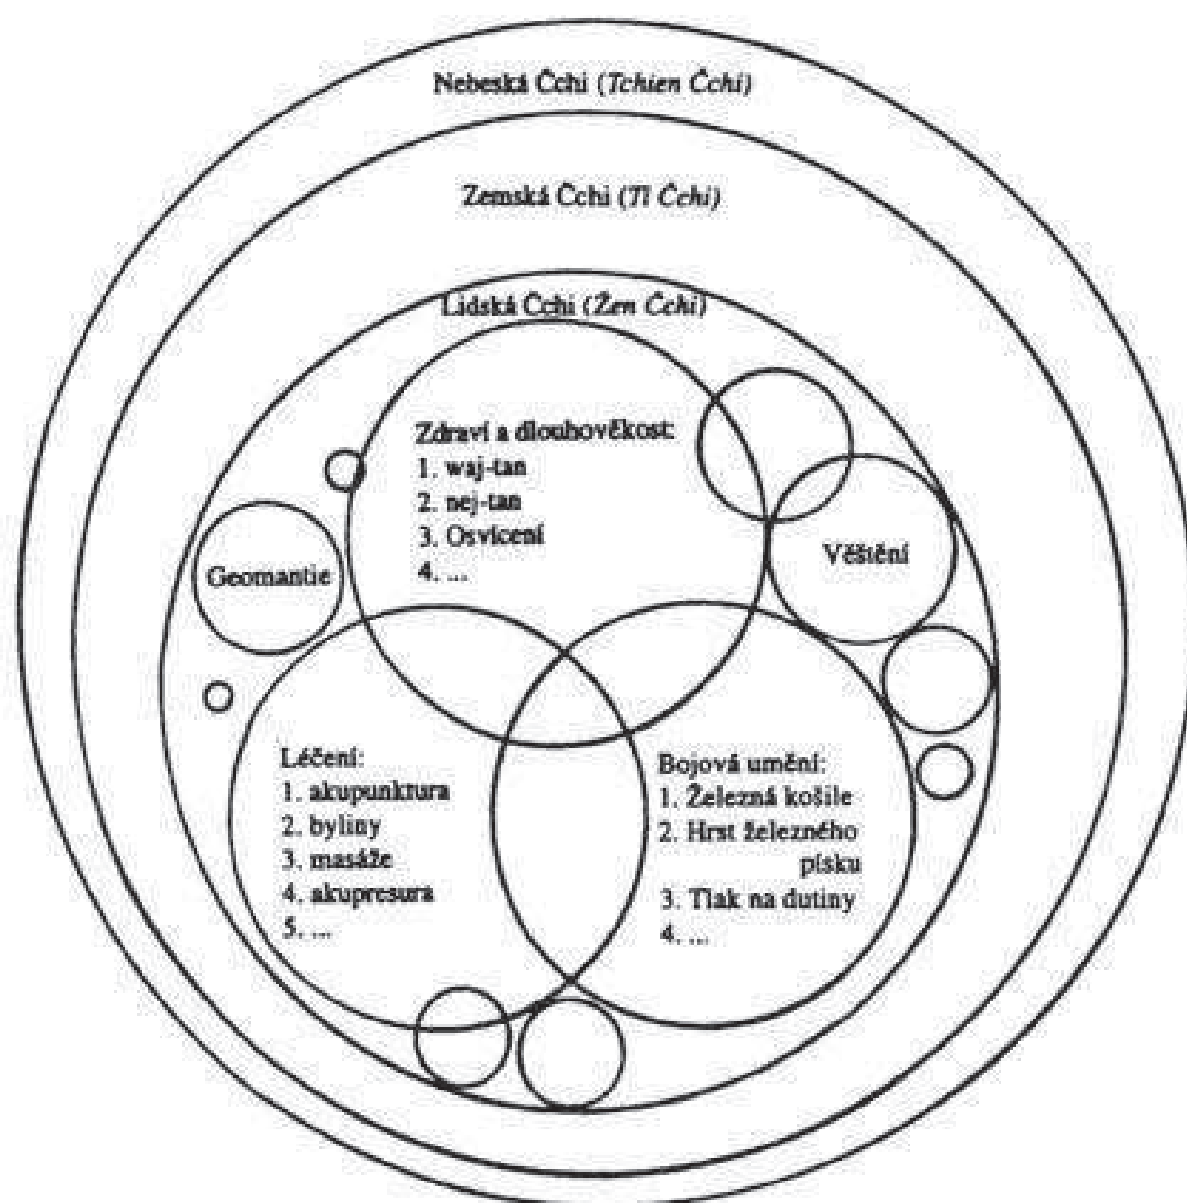 Nebeská Čchi (Tchien Čchi)
Zemská Čchi (Ti Čchi)
Lidská Čchi (Žen Čchi)
Zdraví a dlouhověkost:
1. waj-tan
2. nej-tan
3. Osvícení
4. ...
Geomantie
Věštění
Léčení:
1. akupunktura
2. byliny
3. masáže
4. akupresura
5. ...
Bojová umění:
1. Železná košile
2. Hrst železného
písku
3. Tlak na dutiny
4. ...